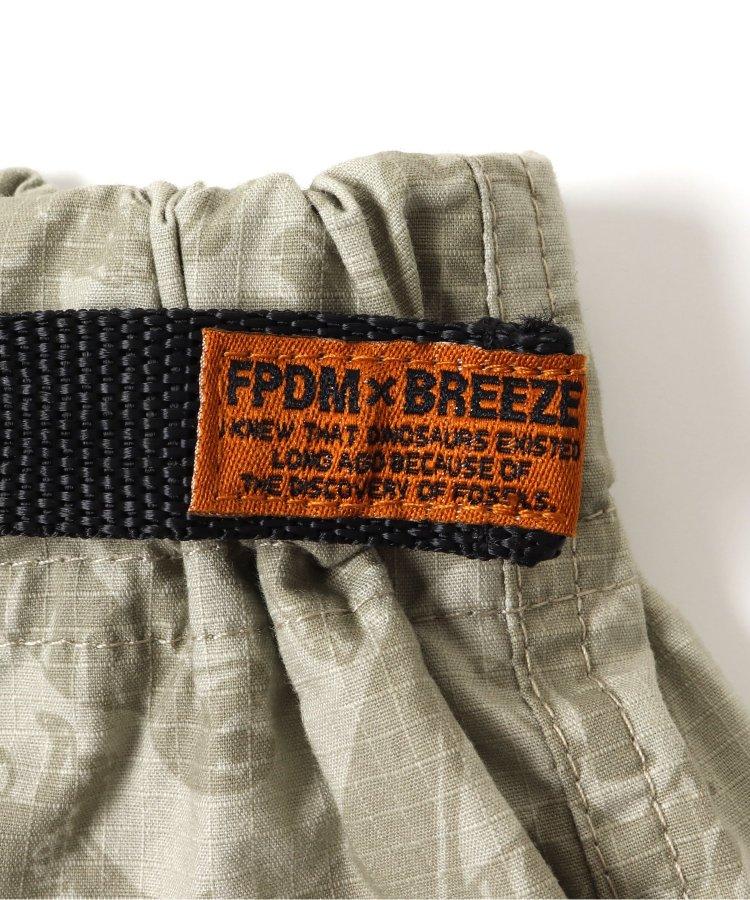 FPDM × BREEZE
I KNEW THAT DINOSAURS EXISTED
LONG AGO BECAUSE OF
THE DISCOVERY OF FOSSILS.